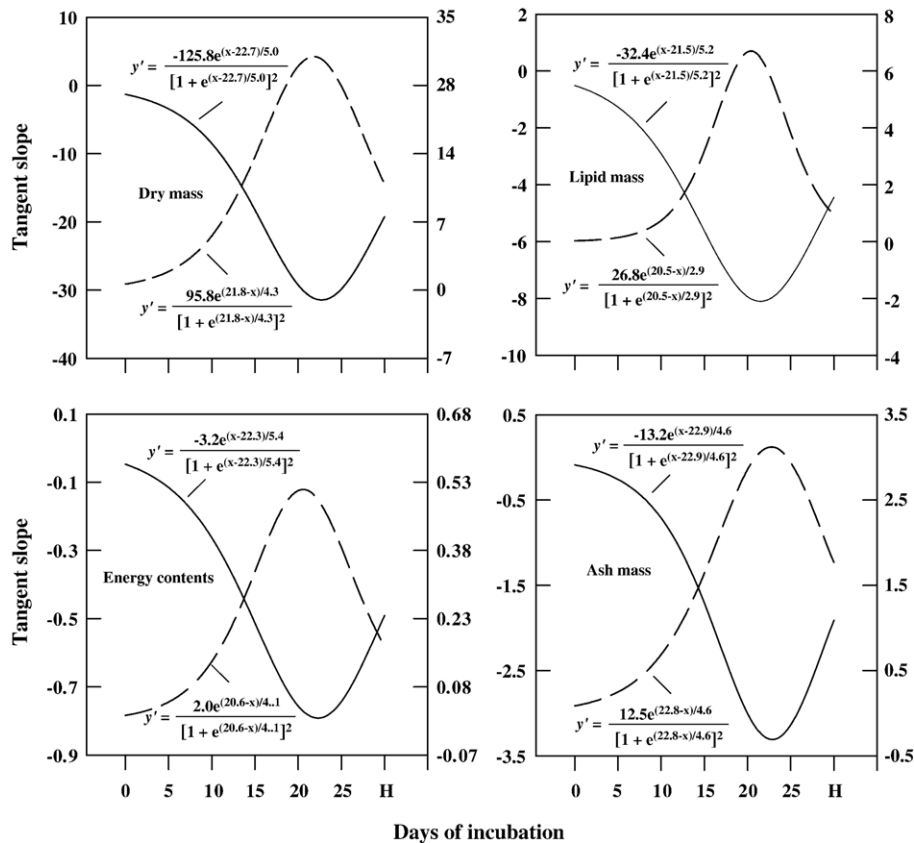 10
0
-10
-20
-30
-40
35
28
14
7
0
-7
Tangent slope
y' = -125.8e(x-22.7)/5.0
[1 + e(x-22.7)/5.0]2
Dry mass
y' = 95.8e(21.8-x)/4.3
[1 + e(21.8-x)/4.3]2
0 5 10 15 20 25 H
-2
0
-2
-4
-6
-8
-10
8
6
4
2
0
-2
-4
y' = -32.4e(x-21.5)/5.2
[1 + e(x-21.5)/5.2]2
Lipid mass
y' = 26.8e(20.5-x)/2.9
[1 + e(20.5-x)/2.9]2
0.1
-0.1
-0.3
-0.5
-0.7
-0.9
0.68
0.53
0.38
0.23
0.08
-0.07
Tangent slope
y' = -3.2e(x-22.3)/5.4
[1 + e(x-22.3)/5.4]2
Energy contents
y' = 2.0e(20.6-x)/4..1
[1 + e(20.6-x)/4..1]2
0 5 10 15 20 25 H
0.5
-0.5
-1.5
-2.5
-3.5
3.5
2.5
1.5
0.5
-0.5
y' = -13.2e(x-22.9)/4.6
[1 + e(x-22.9)/4.6]2
Ash mass
y' = 12.5e(22.8-x)/4.6
[1 + e(22.8-x)/4.6]2
0 5 10 15 20 25 H
Days of incubation